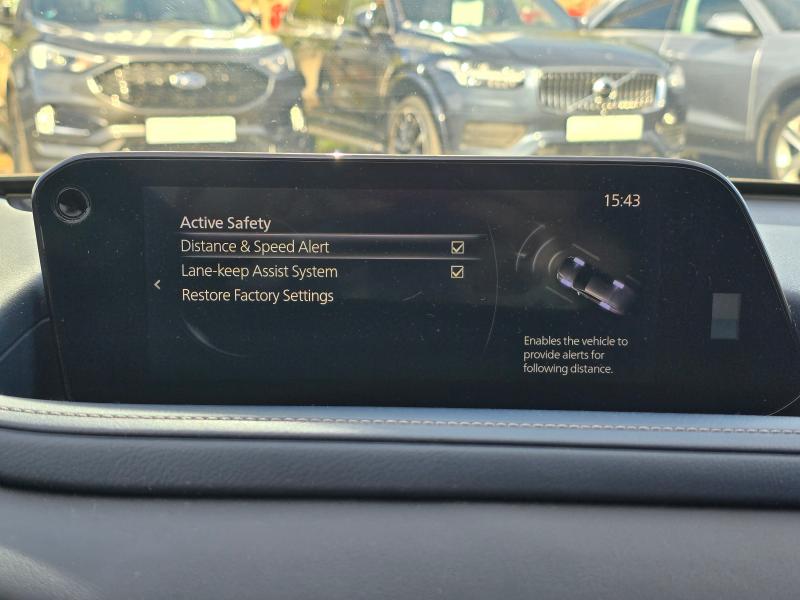 15:43
Active Safety
Distance & Speed Alert
Lane-keep Assist System
Restore Factory Settings
Enables the vehicle to
provide alerts for
following distance.